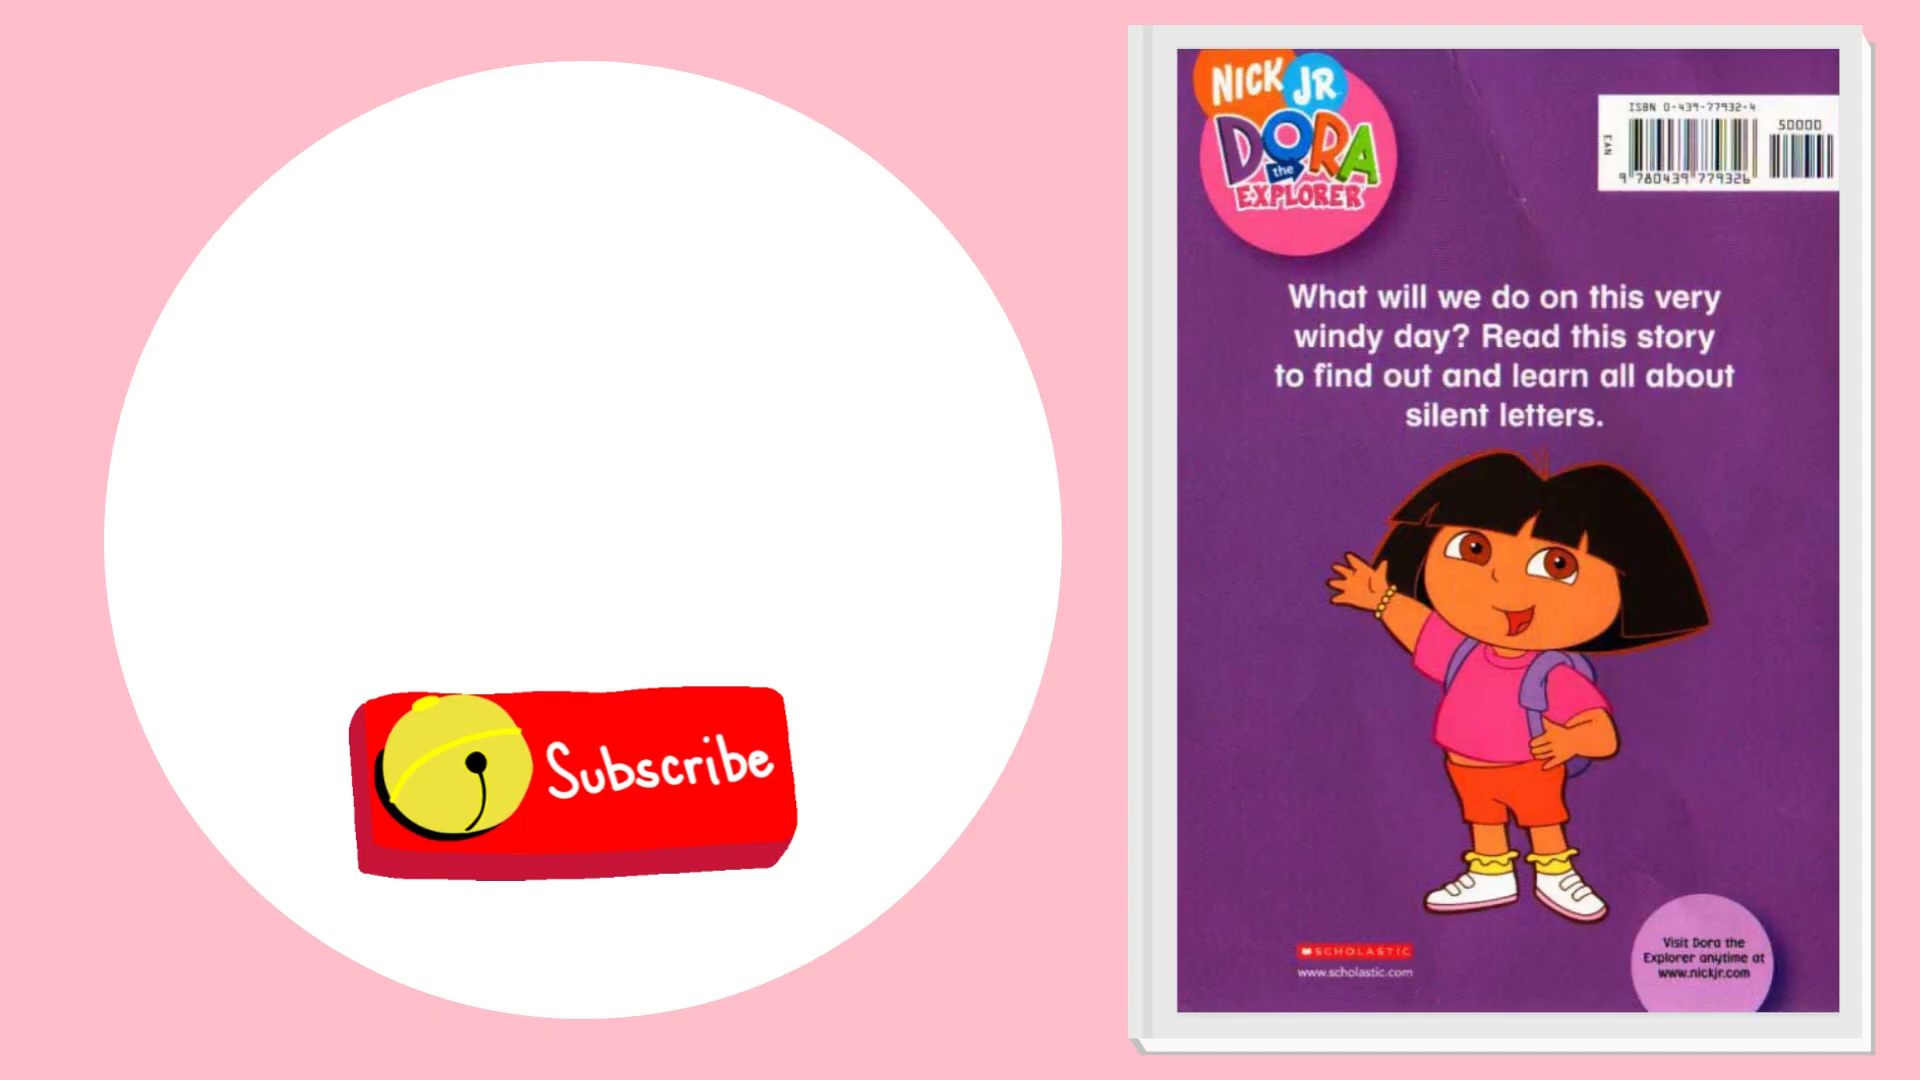 Subscribe
NICK JR
DORA
the
EXPLORER
ISBN 0-439-77932-4
50000
EAN
9 780439 779326
What will we do on this very
windy day? Read this story
to find out and learn all about
silent letters.
SCHOLASTIC
www.scholastic.com
Visit Dora the
Explorer anytime at
www.nickjr.com